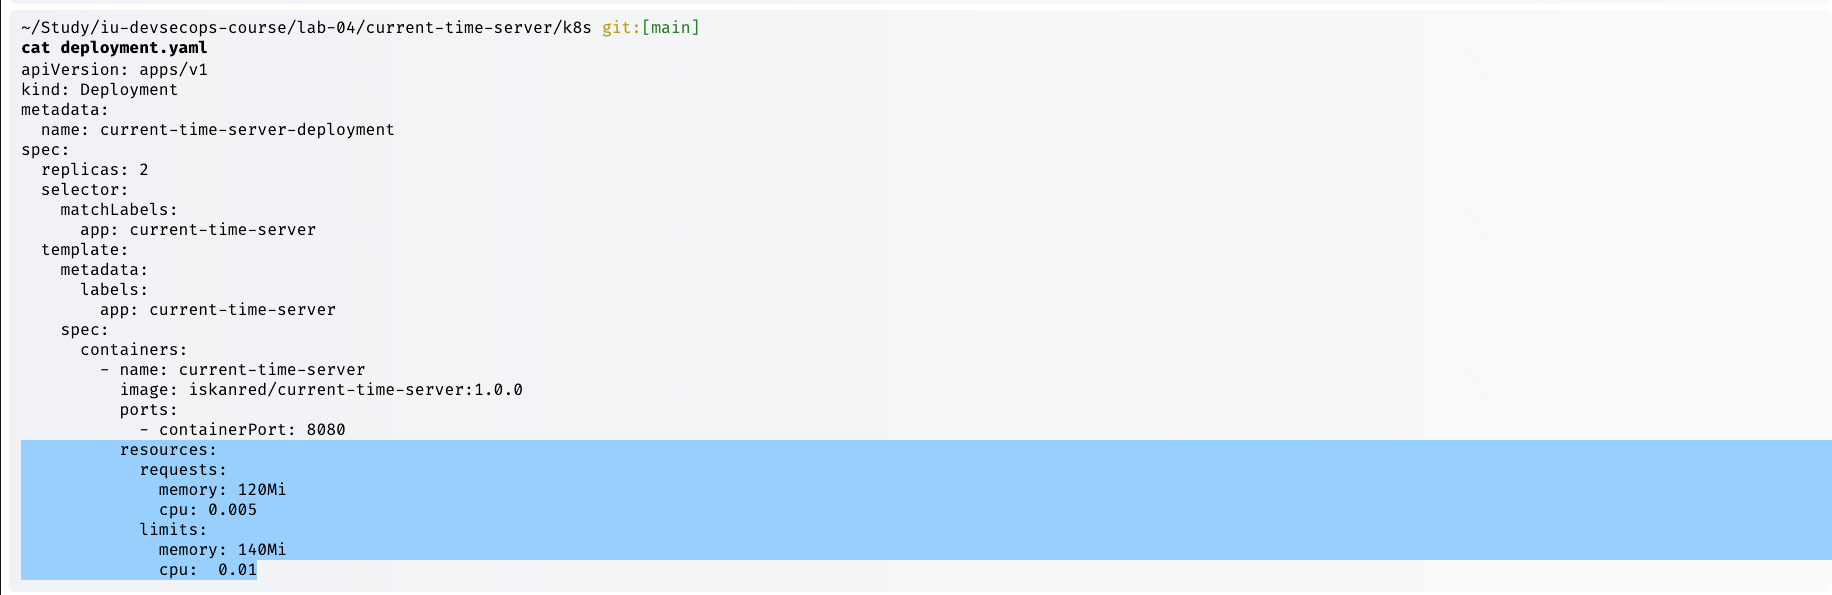 ~/Study/iu-devsecops-course/lab-04/current-time-server/k8s git:[main]
cat deployment.yaml
apiVersion: apps/v1
kind: Deployment
metadata:
  name: current-time-server-deployment
spec:
  replicas: 2
  selector:
    matchLabels:
      app: current-time-server
  template:
    metadata:
      labels:
        app: current-time-server
    spec:
      containers:
        - name: current-time-server
          image: iskanred/current-time-server:1.0.0
          ports:
            - containerPort: 8080
          resources:
            requests:
              memory: 120Mi
              cpu: 0.005
            limits:
              memory: 140Mi
              cpu:  0.01